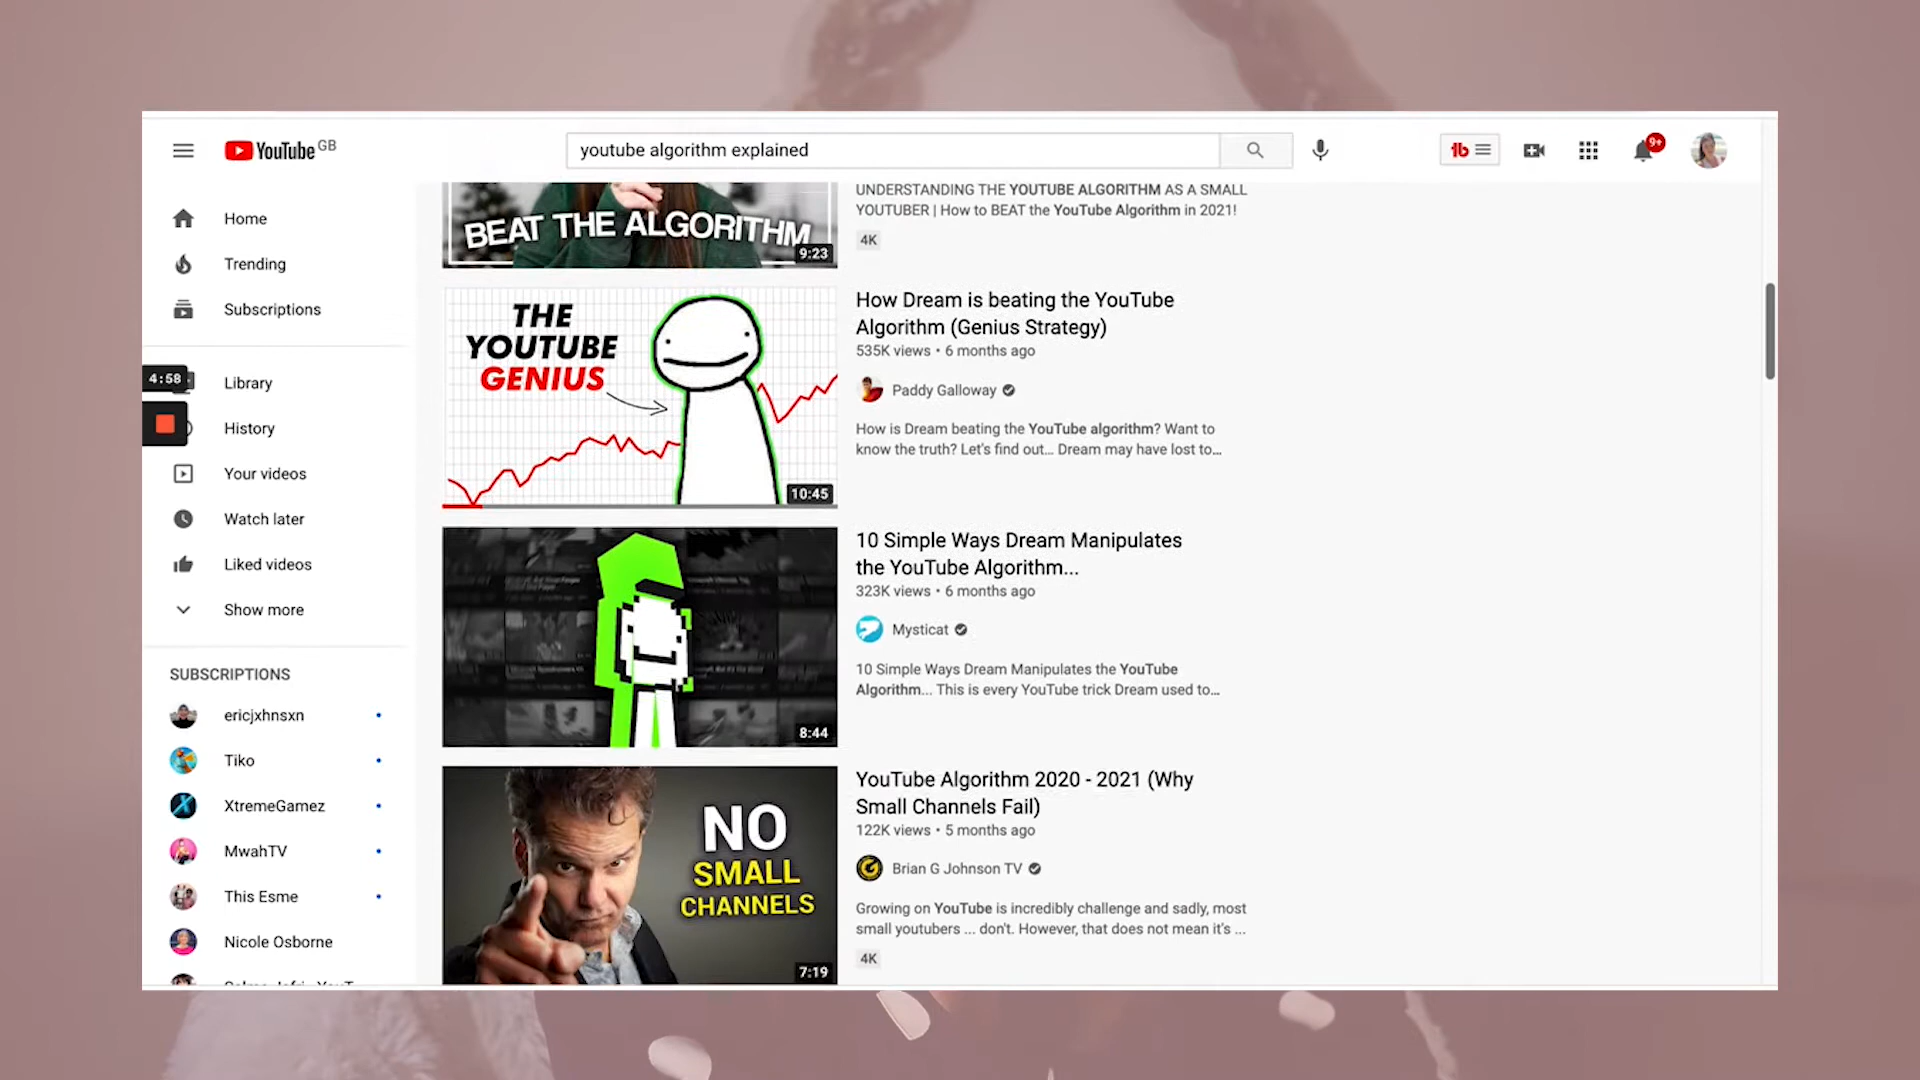 YouTube GB
youtube algorithm explained
9+
Home
Trending
Subscriptions
4:58
Library
History
Your videos
Watch later
Liked videos
Show more
SUBSCRIPTIONS
ericjxhnsxn
Tiko
XtremeGamez
MwahTV
This Esme
Nicole Osborne
BEAT THE ALGORITHM
9:23
UNDERSTANDING THE YOUTUBE ALGORITHM AS A SMALL
YOUTUBER | How to BEAT the YouTube Algorithm in 2021!
4K
THE
YOUTUBE
GENIUS
10:45
How Dream is beating the YouTube
Algorithm (Genius Strategy)
535K views • 6 months ago
Paddy Galloway
How is Dream beating the YouTube algorithm? Want to
know the truth? Let's find out... Dream may have lost to...
8:44
10 Simple Ways Dream Manipulates
the YouTube Algorithm...
323K views • 6 months ago
Mysticat
10 Simple Ways Dream Manipulates the YouTube
Algorithm... This is every YouTube trick Dream used to...
NO
SMALL
CHANNELS
7:19
YouTube Algorithm 2020 - 2021 (Why
Small Channels Fail)
122K views • 5 months ago
Brian G Johnson TV
Growing on YouTube is incredibly challenge and sadly, most
small youtubers ... don't. However, that does not mean it's ...
4K